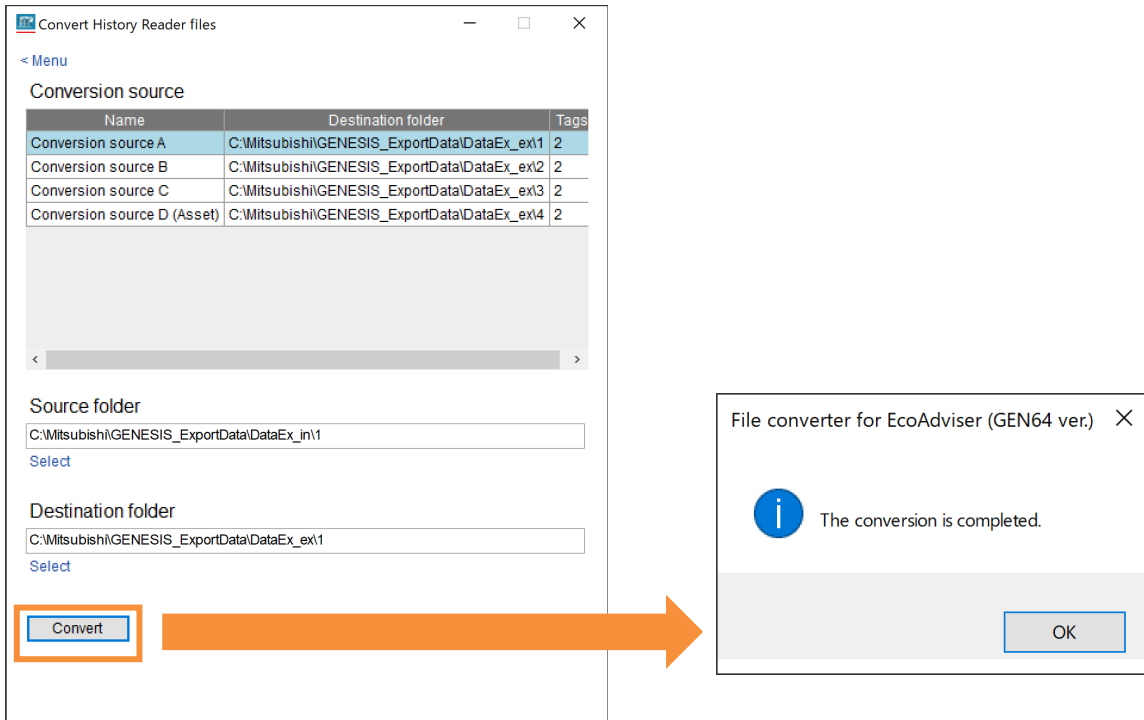 Convert History Reader files
< Menu
Conversion source
Name Destination folder Tags
Conversion source A C:\Mitsubishi\GENESIS_ExportData\DataEx_ex\1 2
Conversion source B C:\Mitsubishi\GENESIS_ExportData\DataEx_ex\2 2
Conversion source C C:\Mitsubishi\GENESIS_ExportData\DataEx_ex\3 2
Conversion source D (Asset) C:\Mitsubishi\GENESIS_ExportData\DataEx_ex\4 2
Source folder
C:\Mitsubishi\GENESIS_ExportData\DataEx_in\1
Select
Destination folder
C:\Mitsubishi\GENESIS_ExportData\DataEx_ex\1
Select
Convert
File converter for EcoAdviser (GEN64 ver.)
The conversion is completed.
OK